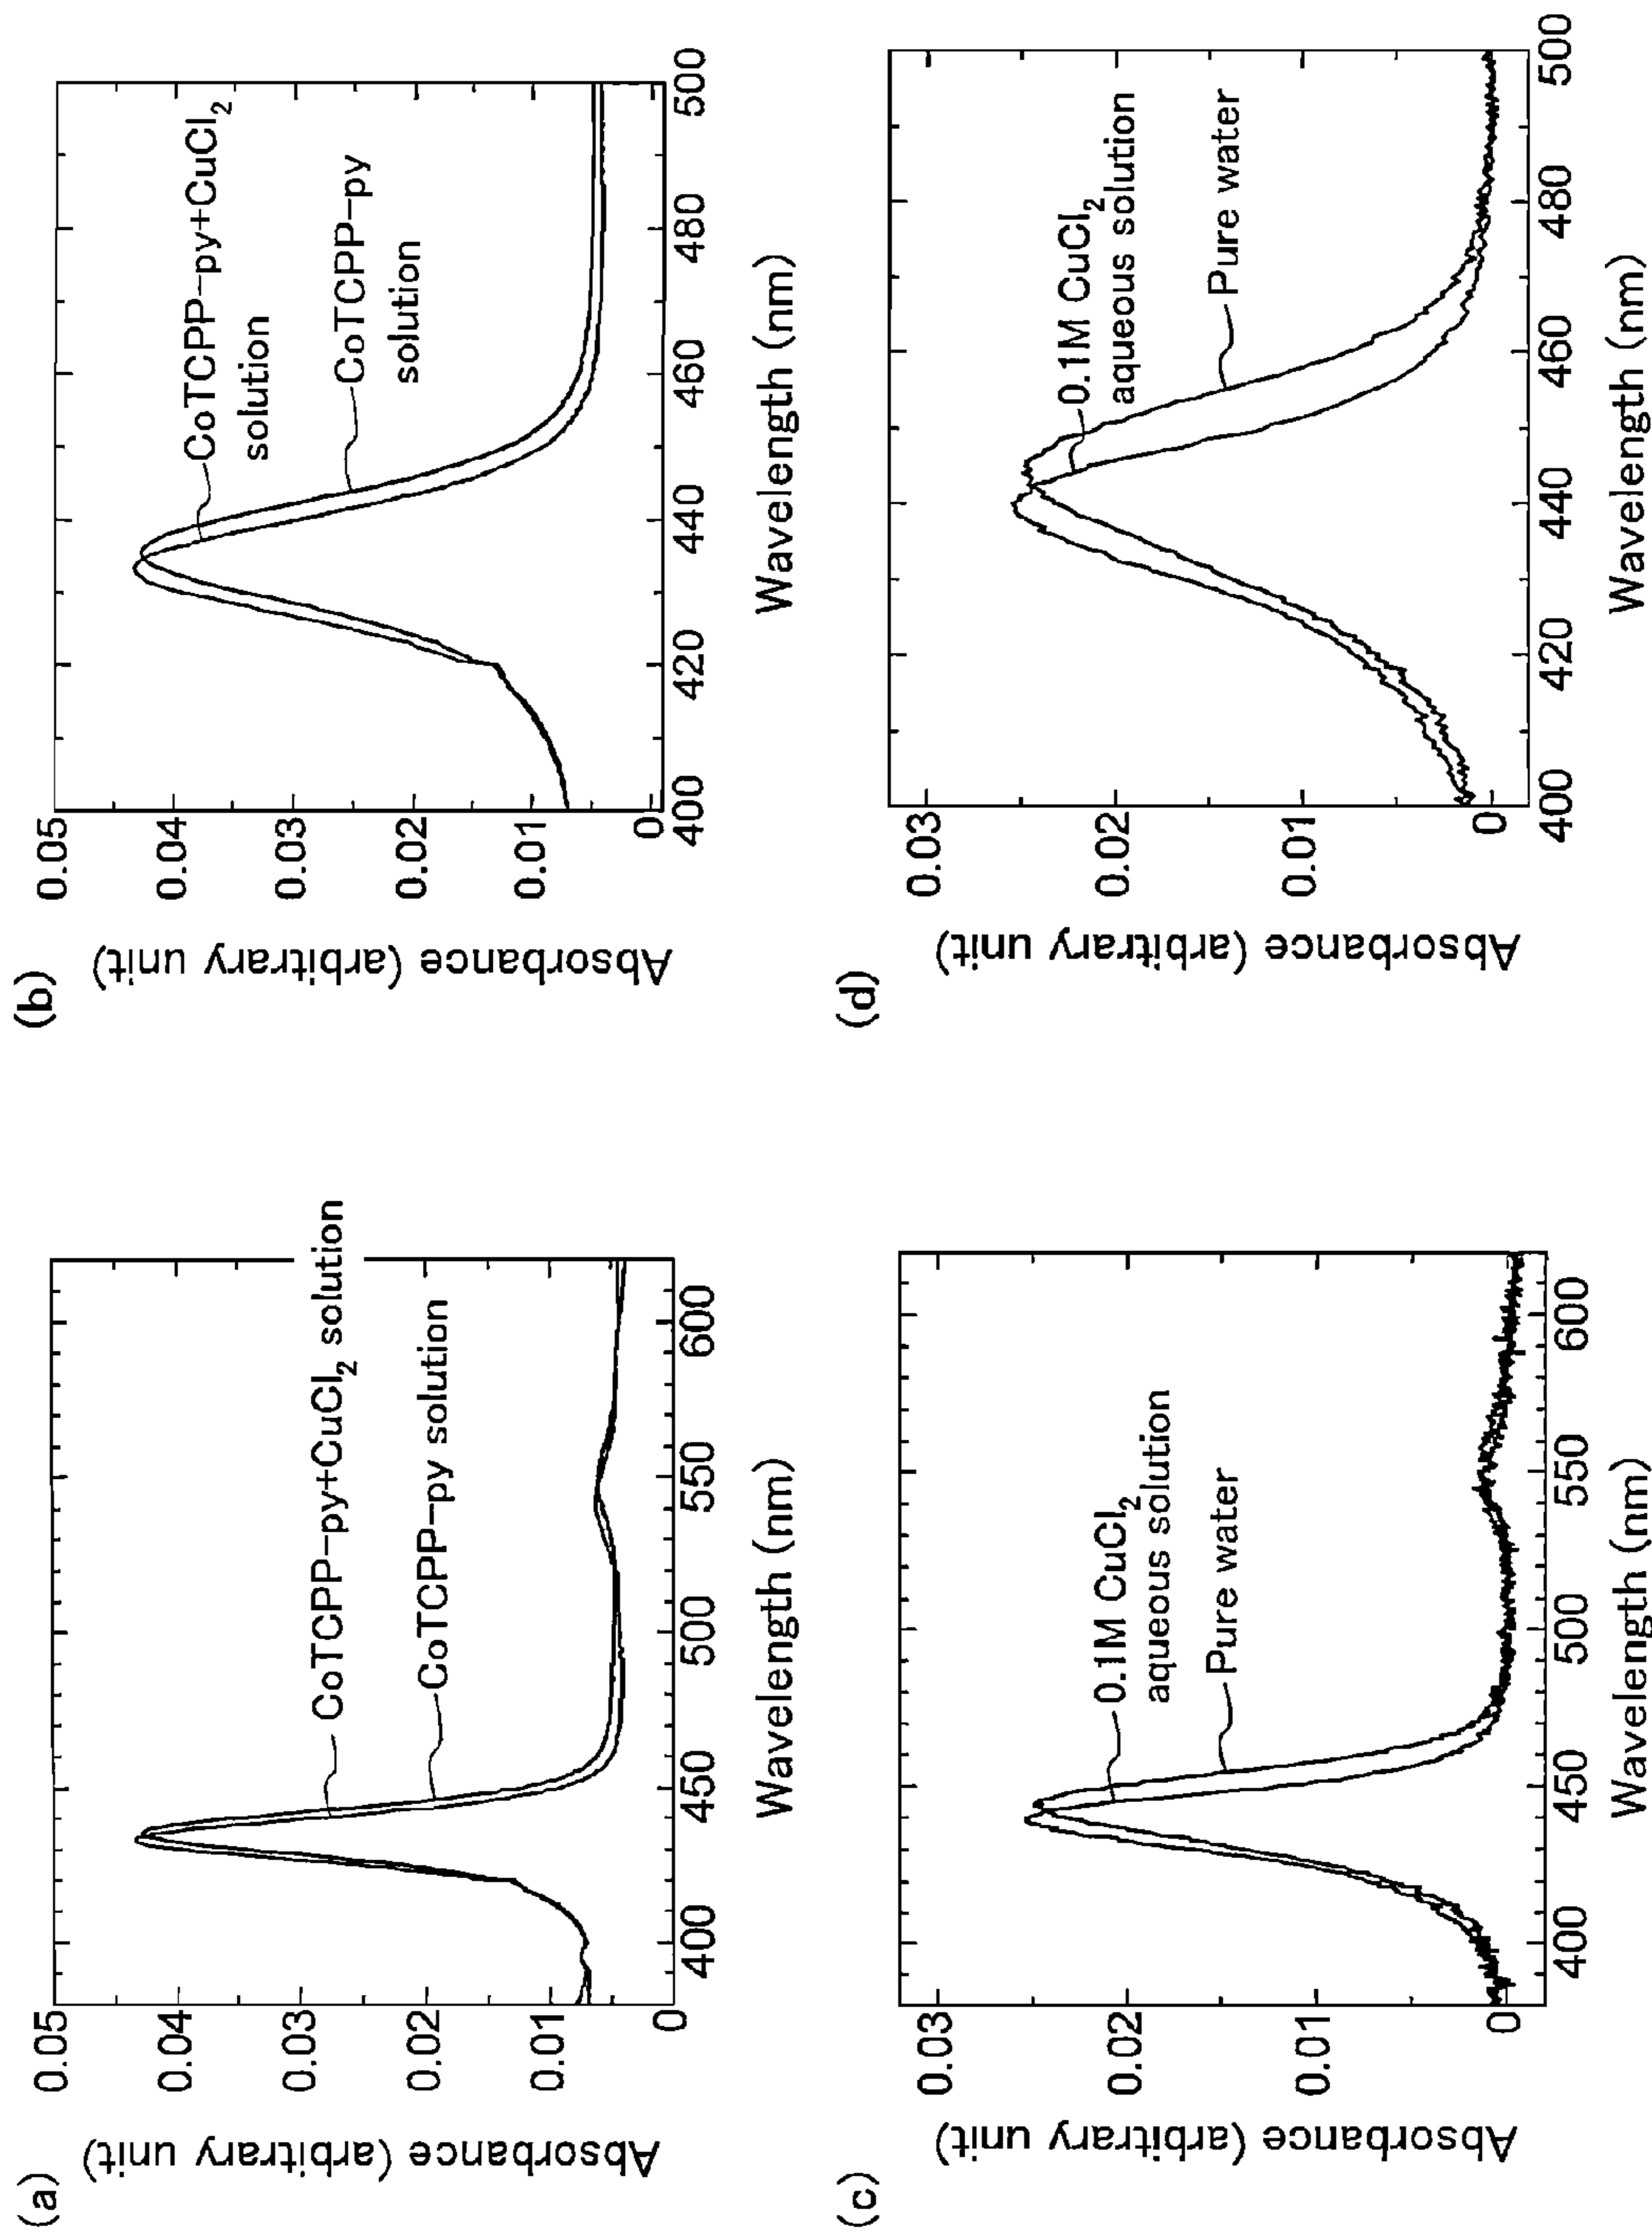 (a)
Absorbance (arbitrary unit)
0.05
0.04
0.03
0.02
0.01
0
CoTCPP-py+CuCl2 solution
CoTCPP-py solution
400
450
500
550
600
Wavelength (nm)
(b)
Absorbance (arbitrary unit)
0.05
0.04
0.03
0.02
0.01
0
CoTCPP-py+CuCl2
solution
CoTCPP-py
solution
400
420
440
460
480
500
Wavelength (nm)
(c)
Absorbance (arbitrary unit)
0.03
0.02
0.01
0
0.1M CuCl2
aqueous solution
Pure water
400
450
500
550
600
Wavelength (nm)
(d)
Absorbance (arbitrary unit)
0.03
0.02
0.01
0
0.1M CuCl2
aqueous solution
Pure water
400
420
440
460
480
500
Wavelength (nm)